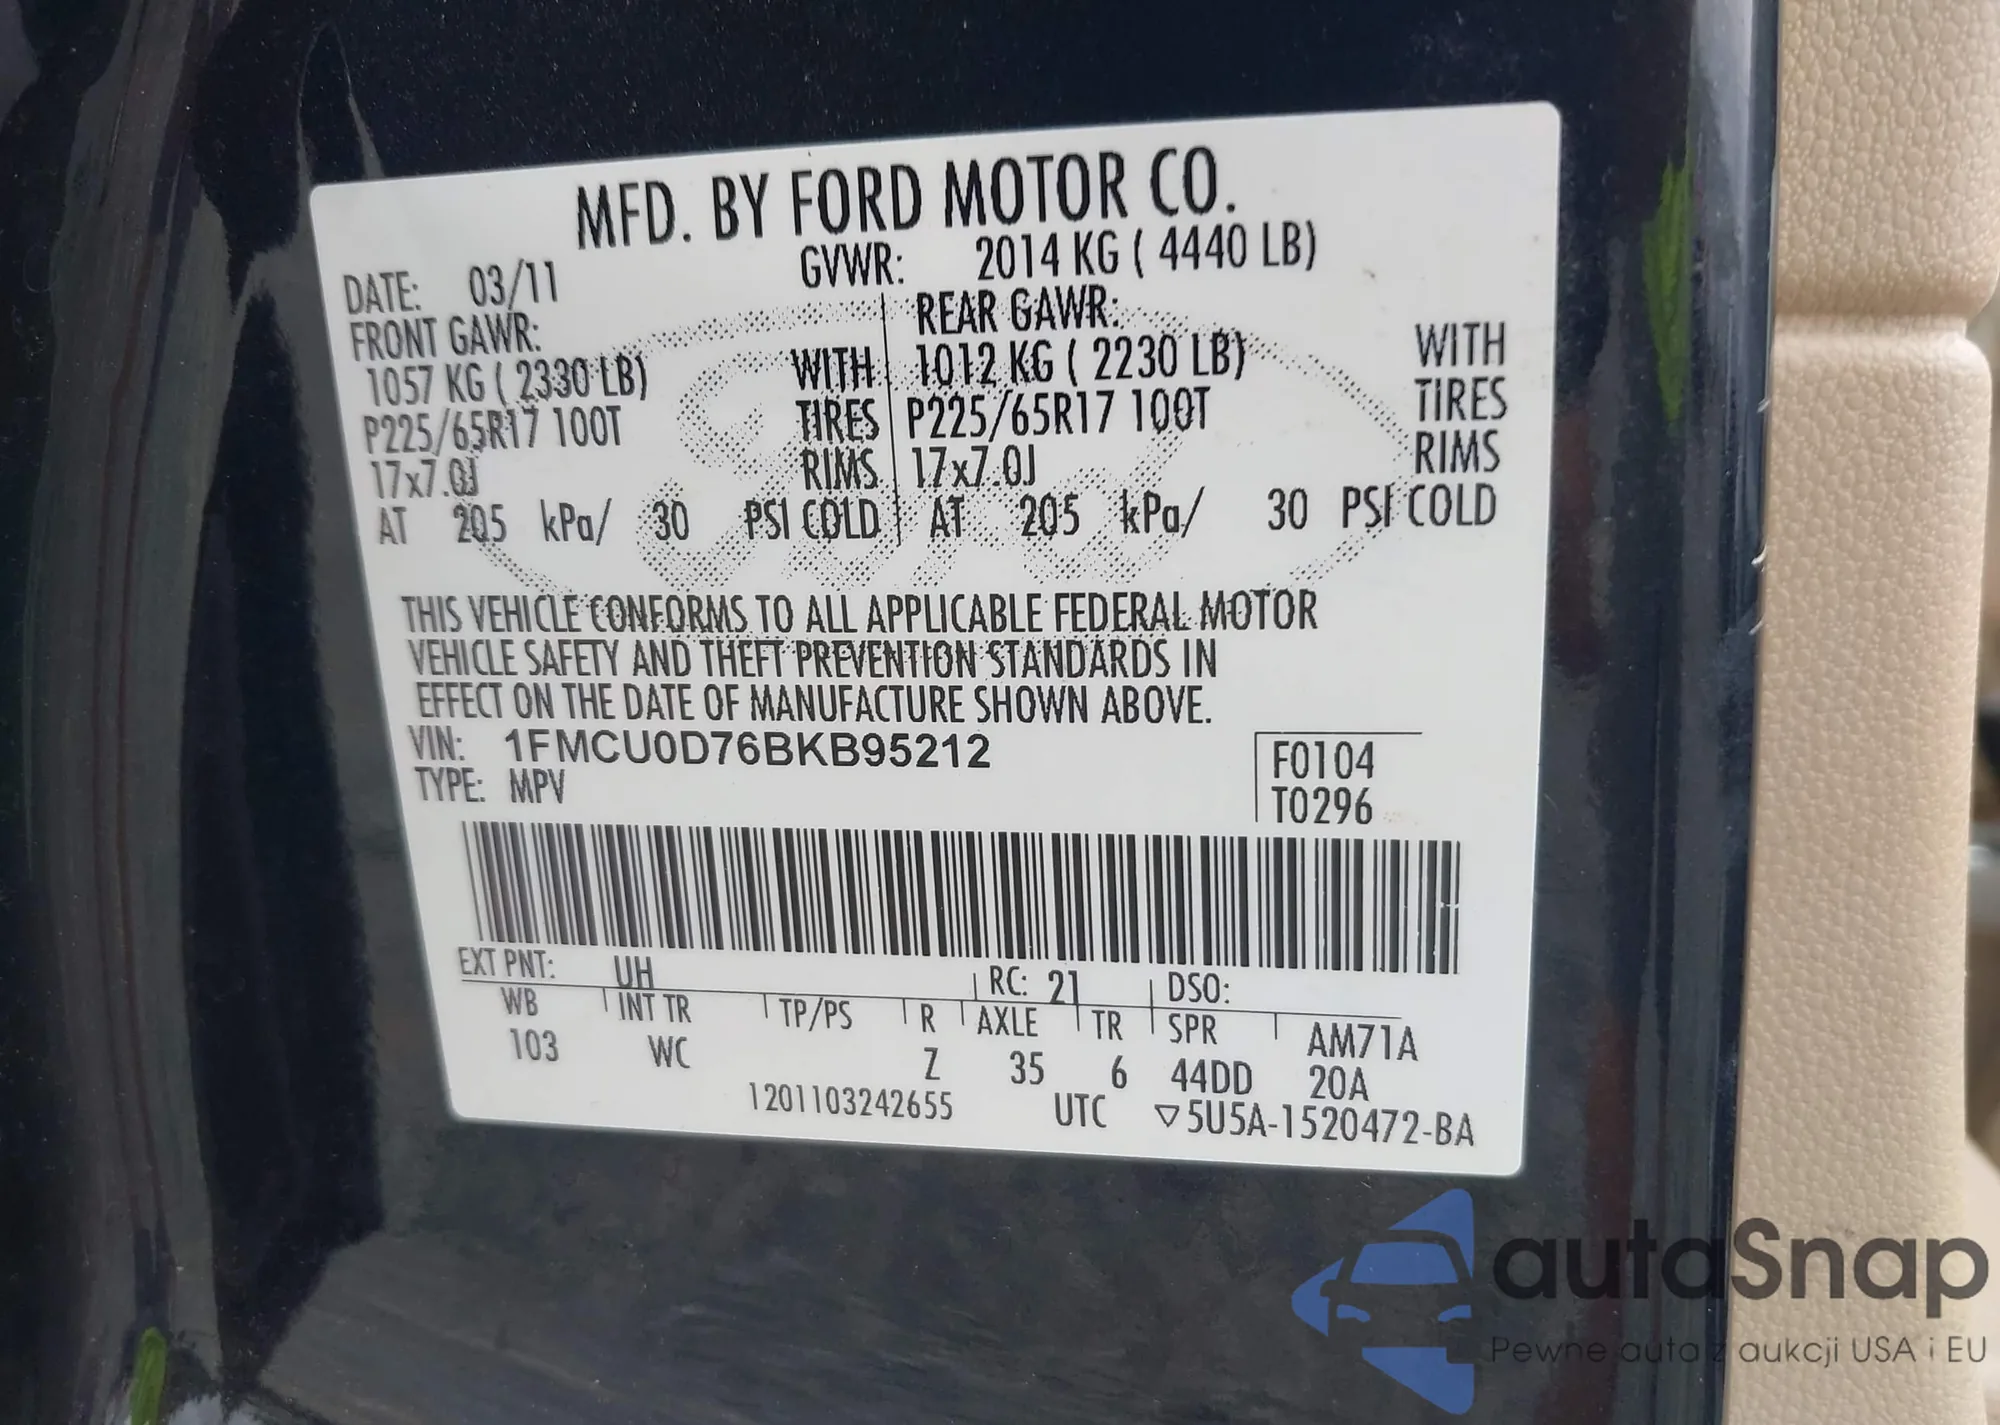 MFD. BY FORD MOTOR CO.
DATE: 03/11 GVWR: 2014 KG ( 4440 LB)
FRONT GAWR: REAR GAWR:
1057 KG ( 2330 LB) WITH 1012 KG ( 2230 LB) WITH
P225/65R17 100T TIRES P225/65R17 100T TIRES
17x7.0J RIMS 17x7.0J RIMS
AT 205 kPa/ 30 PSI COLD AT 205 kPa/ 30 PSI COLD
THIS VEHICLE CONFORMS TO ALL APPLICABLE FEDERAL MOTOR
VEHICLE SAFETY AND THEFT PREVENTION STANDARDS IN
EFFECT ON THE DATE OF MANUFACTURE SHOWN ABOVE.
VIN: 1FMCU0D76BKB95212 F0104
TYPE: MPV T0296
EXT PNT: UH RC: 21 DSO:
WB INT TR TP/PS R AXLE TR SPR AM71A
103 WC Z 35 6 44DD 20A
1201103242655 UTC ▽5U5A-1520472-BA
autaSnap
Pewne auta z aukcji USA i EU